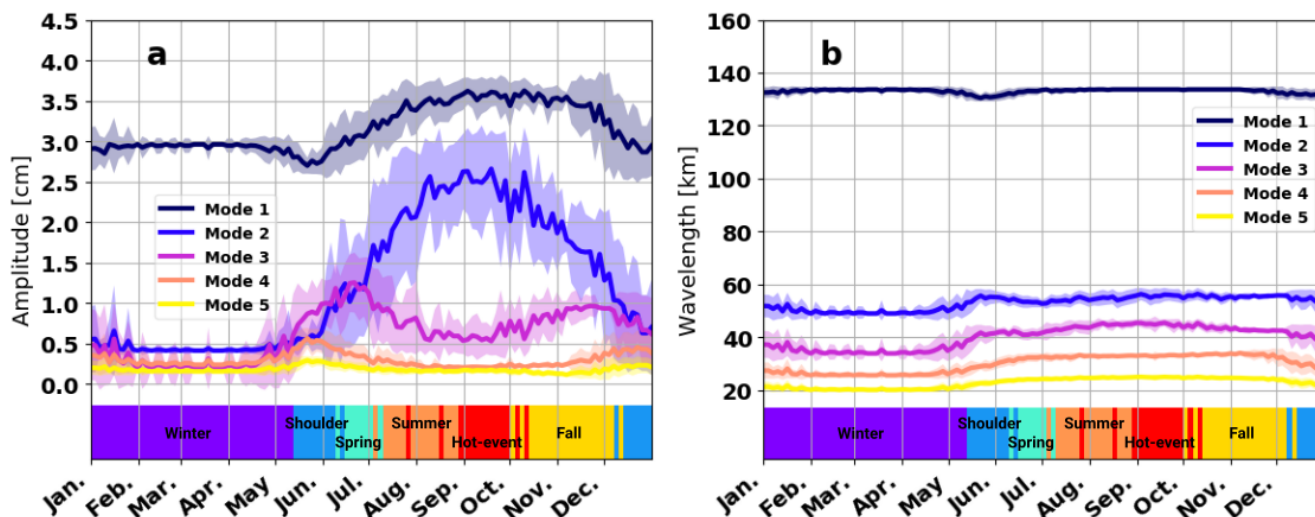 a
4.5
4.0
3.5
3.0
2.5
2.0
1.5
1.0
0.5
0.0
Amplitude [cm]
Mode 1
Mode 2
Mode 3
Mode 4
Mode 5
Winter
Shoulder
Spring
Summer
Hot-event
Fall
Jan.
Feb.
Mar.
Apr.
May
Jun.
Jul.
Aug.
Sep.
Oct.
Nov.
Dec.
b
160
140
120
100
80
60
40
20
Wavelength [km]
Mode 1
Mode 2
Mode 3
Mode 4
Mode 5
Winter
Shoulder
Spring
Summer
Hot-event
Fall
Jan.
Feb.
Mar.
Apr.
May
Jun.
Jul.
Aug.
Sep.
Oct.
Nov.
Dec.